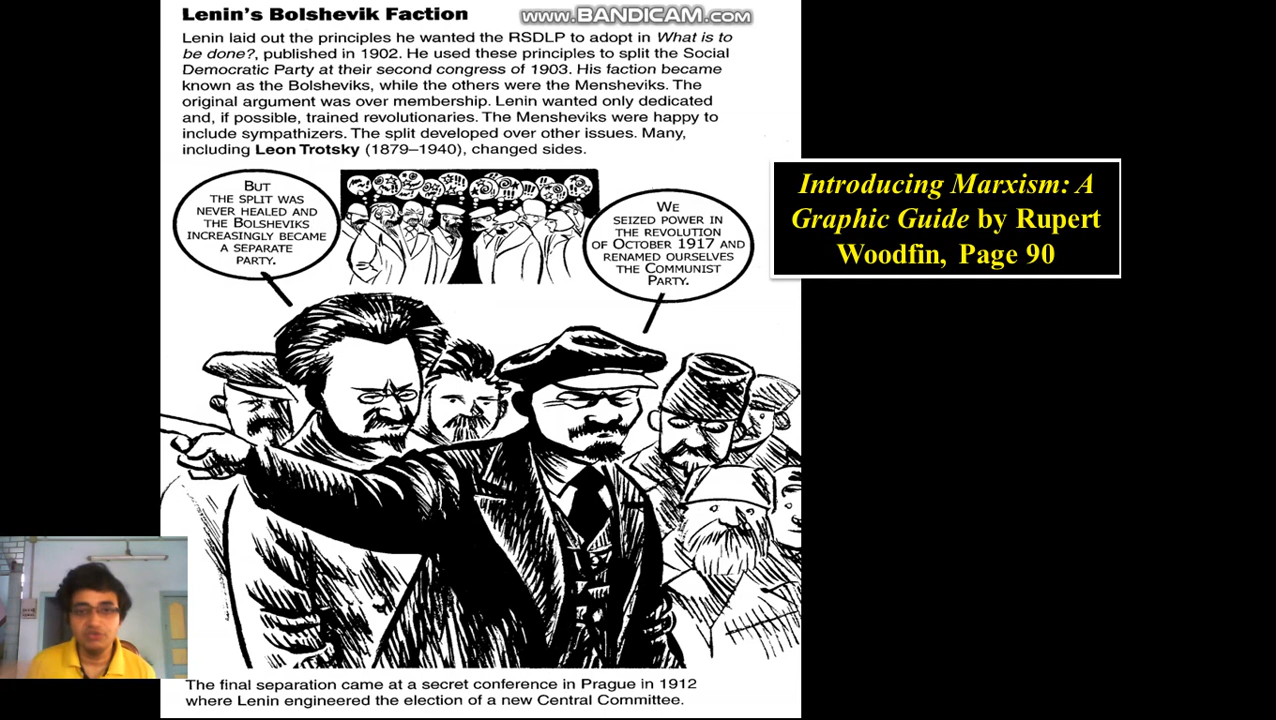 Lenin's Bolshevik Faction
www.BANDICAM.com
Lenin laid out the principles he wanted the RSDLP to adopt in What is to
be done?, published in 1902. He used these principles to split the Social
Democratic Party at their second congress of 1903. His faction became
known as the Bolsheviks, while the others were the Mensheviks. The
original argument was over membership. Lenin wanted only dedicated
and, if possible, trained revolutionaries. The Mensheviks were happy to
include sympathizers. The split developed over other issues. Many,
including Leon Trotsky (1879–1940), changed sides.
BUT
THE SPLIT WAS
NEVER HEALED AND
THE BOLSHEVIKS
INCREASINGLY BECAME
A SEPARATE
PARTY.
WE
SEIZED POWER IN
THE REVOLUTION
OF OCTOBER 1917 AND
RENAMED OURSELVES
THE COMMUNIST
PARTY.
Introducing Marxism: A
Graphic Guide by Rupert
Woodfin, Page 90
The final separation came at a secret conference in Prague in 1912
where Lenin engineered the election of a new Central Committee.